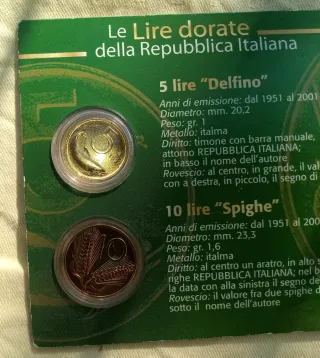 Le Lire dorate
della Repubblica Italiana
5 lire “Delfino”
Anni di emissione: dal 1951 al 2001
Diametro: mm. 20,2
Peso: gr. 1
Metallo: italma
Diritto: timone con barra manuale,
attorno REPUBBLICA ITALIANA;
in basso il nome dell'autore
Rovescio: al centro, in grande, il val
con a destra, in piccolo, il segno di
10 lire “Spighe”
Anni di emissione: dal 1951 al 200
Diametro: mm. 23,3
Peso: gr. 1,6
Metallo: italma
Diritto: al centro un aratro, in alto s
righe REPUBBLICA ITALIANA; nel b
la data con alla sinistra il segno de
Rovescio: il valore fra due spighe d
sotto il nome dell'autore
10